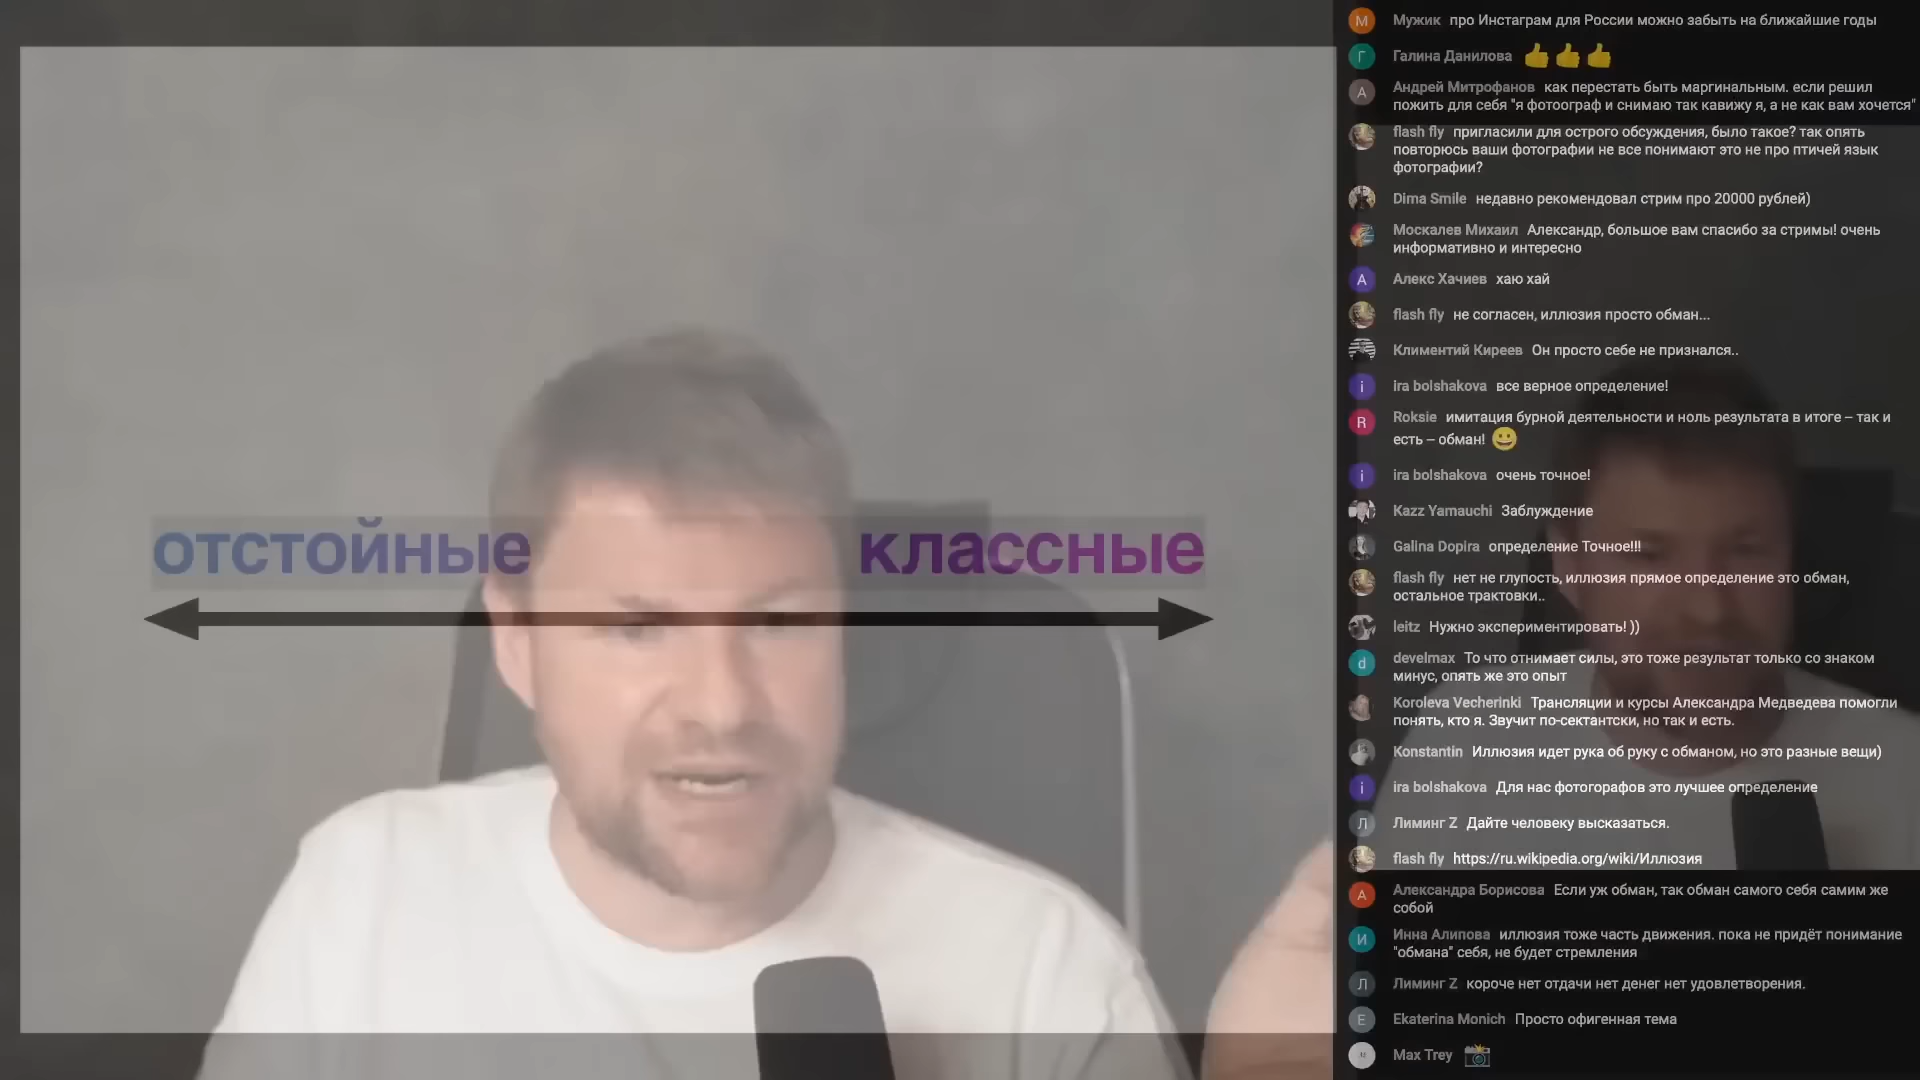 отстойные классные
М Мужик про Инстаграм для России можно забыть на ближайшие годы
Г Галина Данилова
А Андрей Митрофанов как перестать быть маргинальным. если решил
пожить для себя "я фотоограф и снимаю так кавижу я, а не как вам хочется"
flash fly пригласили для острого обсуждения, было такое? так опять
повторюсь ваши фотографии не все понимают это не про птичей язык
фотографии?
Dima Smile недавно рекомендовал стрим про 20000 рублей)
Москалев Михаил Александр, большое вам спасибо за стримы! очень
информативно и интересно
А Алекс Хачиев хаю хай
flash fly не согласен, иллюзия просто обман...
Климентий Киреев Он просто себе не признался..
i ira bolshakova все верное определение!
R Roksie имитация бурной деятельности и ноль результата в итоге – так и
есть – обман!
i ira bolshakova очень точное!
Kazz Yamauchi Заблуждение
Galina Dopira определение Точное!!!
flash fly нет не глупость, иллюзия прямое определение это обман,
остальное трактовки..
leitz Нужно экспериментировать! ))
d develmax То что отнимает силы, это тоже результат только со знаком
минус, опять же это опыт
Koroleva Vecherinki Трансляции и курсы Александра Медведева помогли
понять, кто я. Звучит по-сектантски, но так и есть.
Konstantin Иллюзия идет рука об руку с обманом, но это разные вещи)
i ira bolshakova Для нас фотогорафов это лучшее определение
Л Лиминг Z Дайте человеку высказаться.
flash fly https://ru.wikipedia.org/wiki/Иллюзия
А Александра Борисова Если уж обман, так обман самого себя самим же
собой
И Инна Алипова иллюзия тоже часть движения. пока не придёт понимание
"обмана" себя, не будет стремления
Л Лиминг Z короче нет отдачи нет денег нет удовлетворения.
E Ekaterina Monich Просто офигенная тема
Max Trey